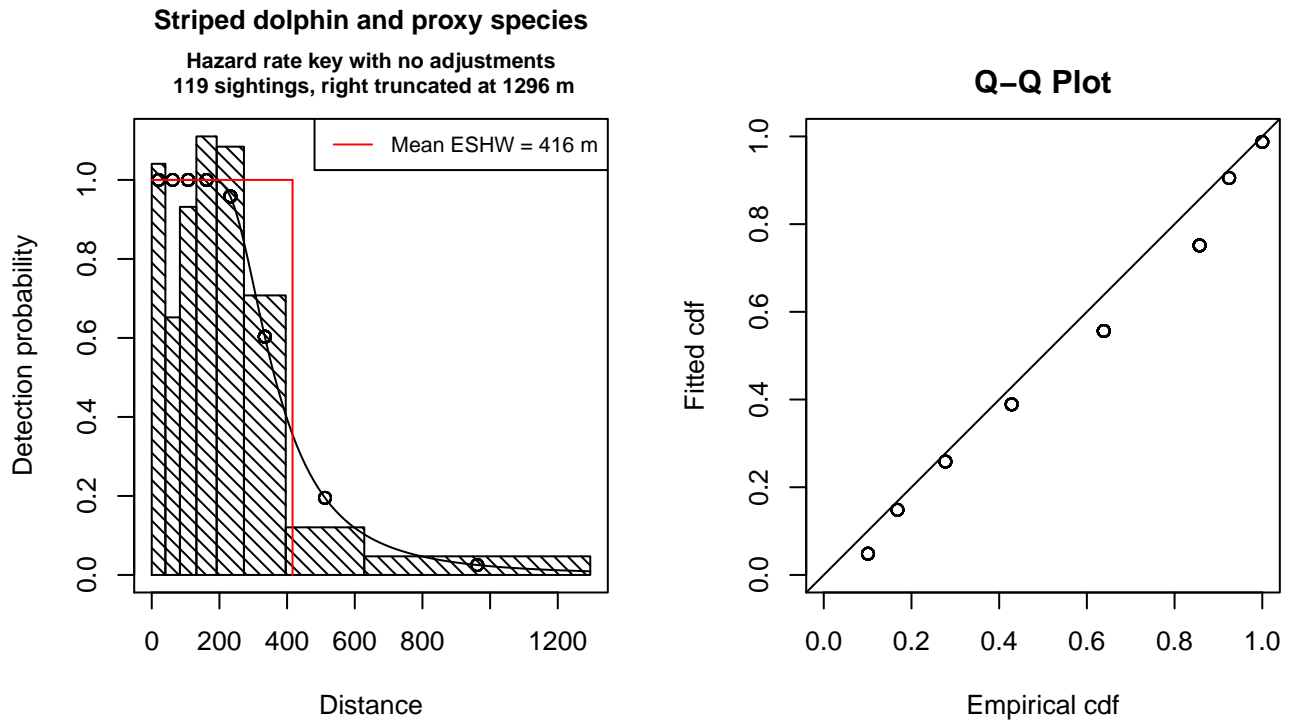 Striped dolphin and proxy species
Hazard rate key with no adjustments
119 sightings, right truncated at 1296 m
Mean ESHW = 416 m
Detection probability
1.0
0.8
0.6
0.4
0.2
0.0
0 200 400 600 1200
Distance
Q−Q Plot
Fitted cdf
1.0
0.8
0.6
0.4
0.2
0.0
0.0 0.2 0.4 0.6 0.8 1.0
Empirical cdf